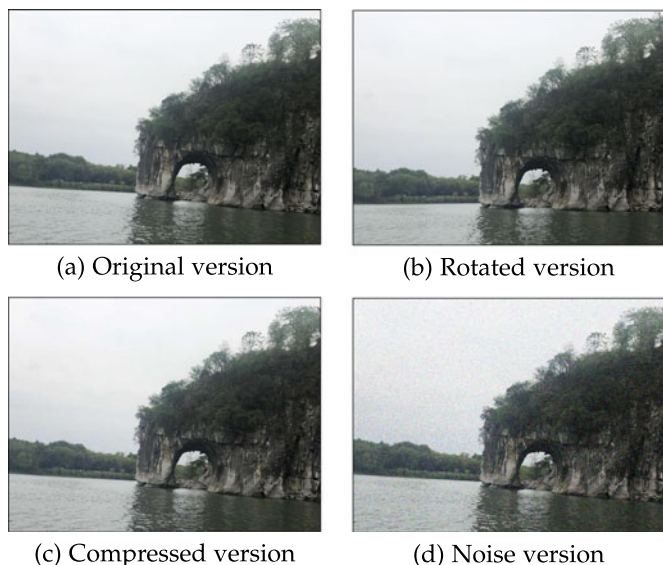 (a) Original version
(b) Rotated version
(c) Compressed version
(d) Noise version